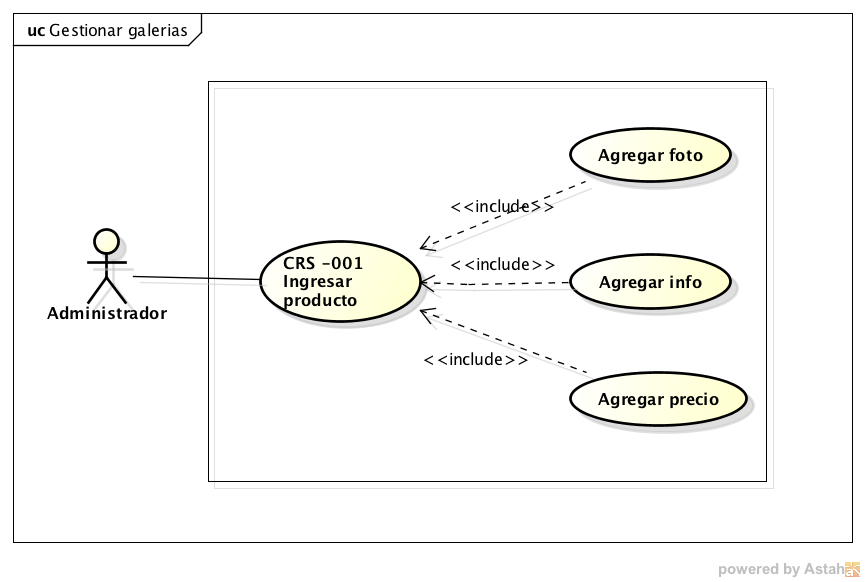 uc Gestionar galerias
Agregar foto
<<include>>
CRS -001
Ingresar
producto
<<include>>
Agregar info
Administrador
<<include>>
Agregar precio
powered by Astah